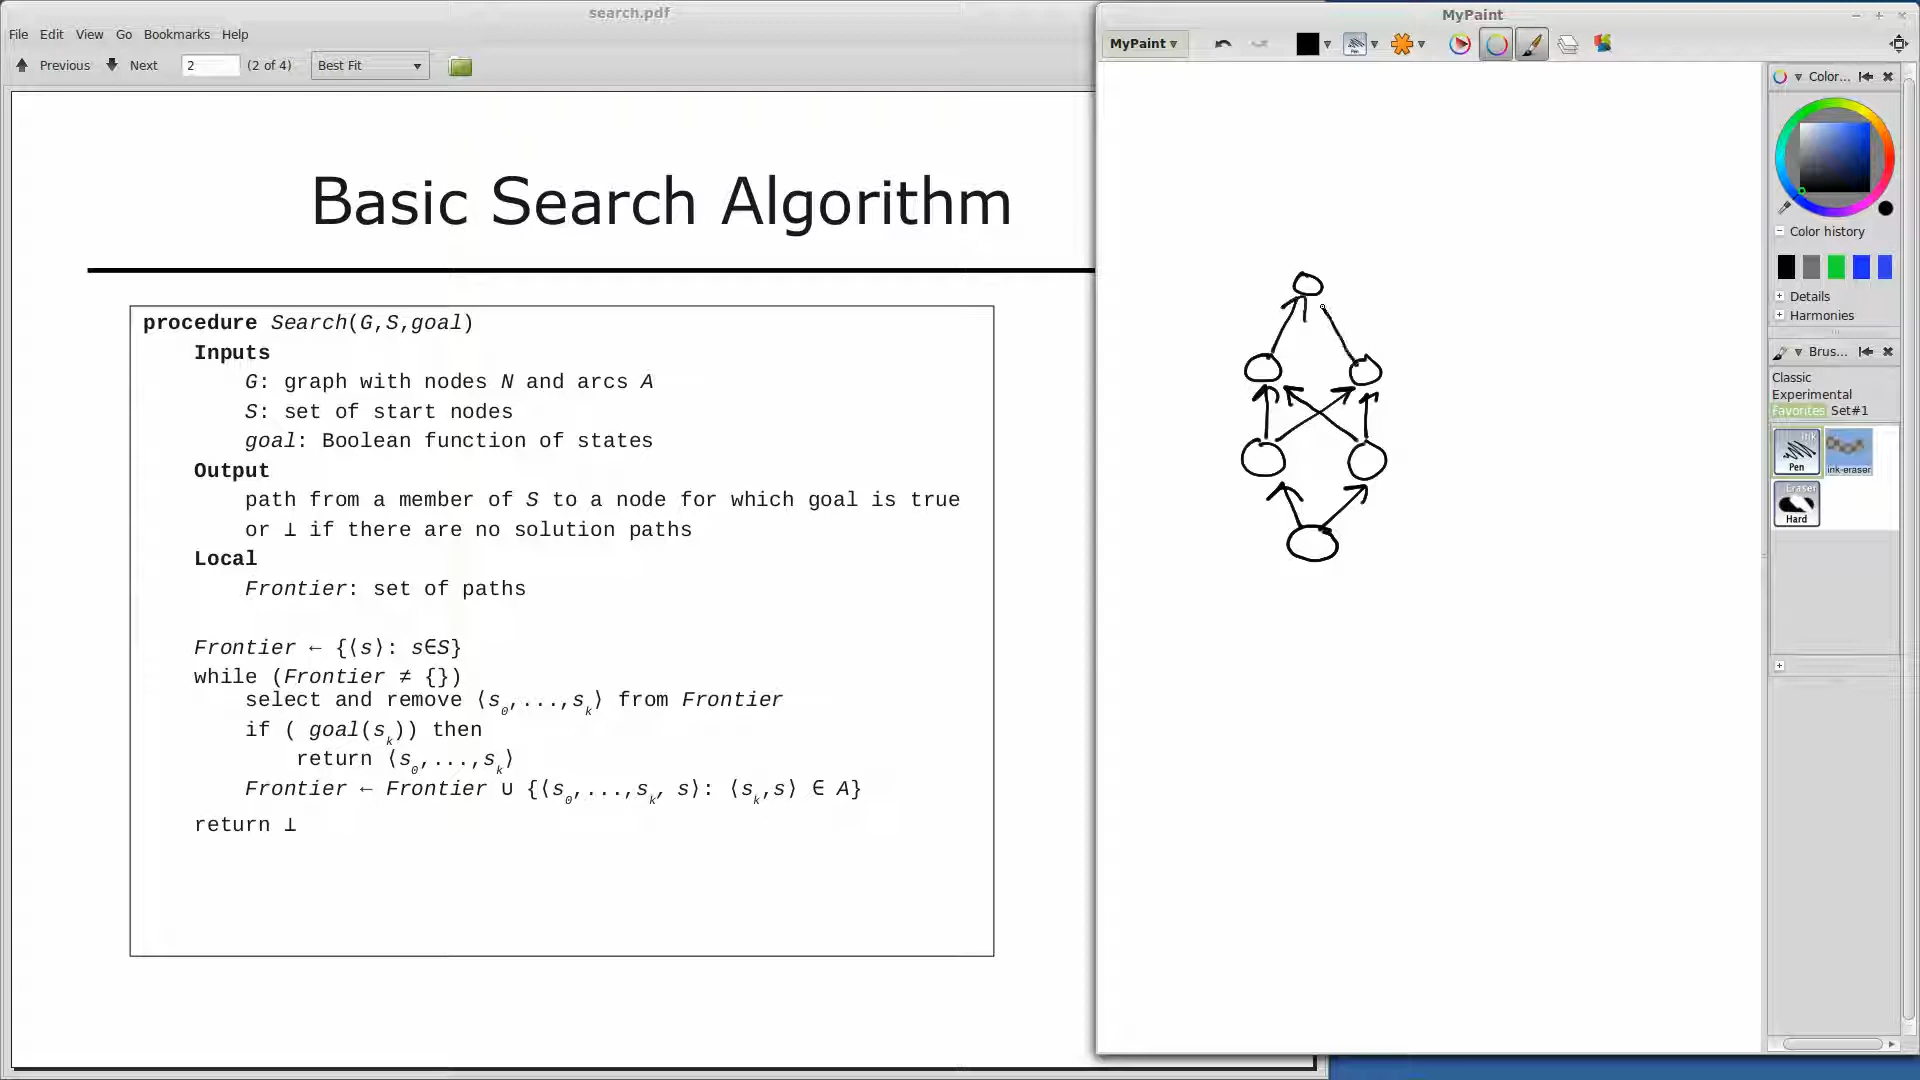 search.pdf
File Edit View Go Bookmarks Help
Previous Next 2 (2 of 4) Best Fit
Basic Search Algorithm
procedure Search(G,S,goal)
Inputs
G: graph with nodes N and arcs A
S: set of start nodes
goal: Boolean function of states
Output
path from a member of S to a node for which goal is true
or ⊥ if there are no solution paths
Local
Frontier: set of paths
Frontier ← {⟨s⟩: s∈S}
while (Frontier ≠ {})
select and remove ⟨s₀,...,sₖ⟩ from Frontier
if ( goal(sₖ)) then
return ⟨s₀,...,sₖ⟩
Frontier ← Frontier ∪ {⟨s₀,...,sₖ, s⟩: ⟨sₖ,s⟩ ∈ A}
return ⊥
MyPaint
MyPaint
Color...
Color history
Details
Harmonies
Brus...
Classic
Experimental
Favorites Set#1
Ink
Pen
ink-eraser
Eraser
Hard